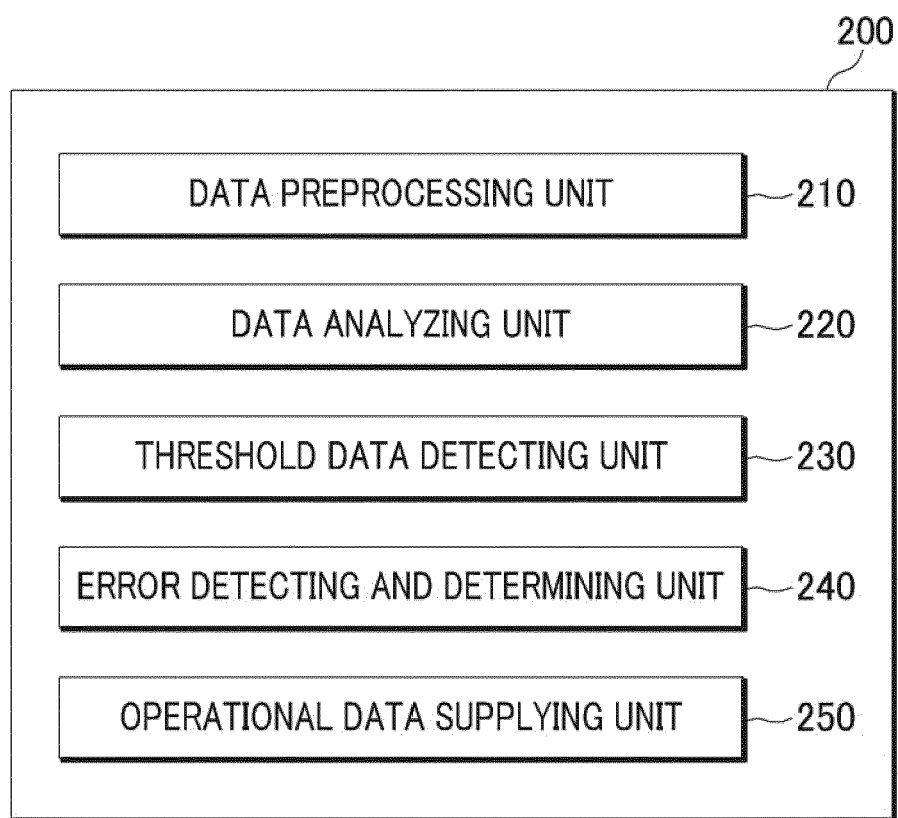 200
DATA PREPROCESSING UNIT 210
DATA ANALYZING UNIT 220
THRESHOLD DATA DETECTING UNIT 230
ERROR DETECTING AND DETERMINING UNIT 240
OPERATIONAL DATA SUPPLYING UNIT 250